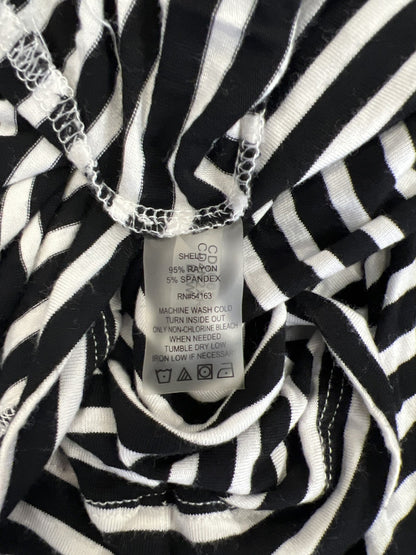 SHELL
95% RAYON
5% SPANDEX
RN#54163
MACHINE WASH COLD
TURN INSIDE OUT
ONLY NON-CHLORINE BLEACH
WHEN NEEDED
TUMBLE DRY LOW
IRON LOW IF NECESSAR